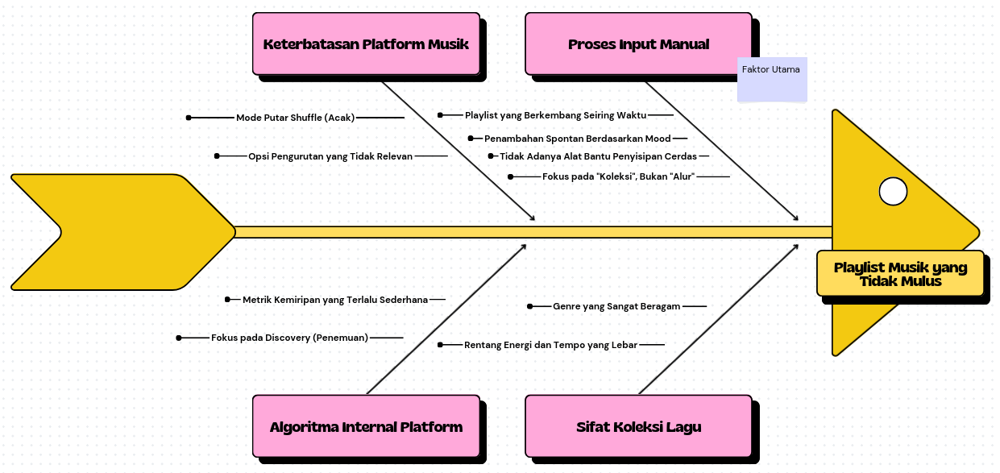 Keterbatasan Platform Musik
Proses Input Manual
Faktor Utama
Mode Putar Shuffle (Acak)
Opsi Pengurutan yang Tidak Relevan
Playlist yang Berkembang Seiring Waktu
Penambahan Spontan Berdasarkan Mood
Tidak Adanya Alat Bantu Penyisipan Cerdas
Fokus pada "Koleksi", Bukan "Alur"
Playlist Musik yang
Tidak Mulus
Metrik Kemiripan yang Terlalu Sederhana
Fokus pada Discovery (Penemuan)
Genre yang Sangat Beragam
Rentang Energi dan Tempo yang Lebar
Algoritma Internal Platform
Sifat Koleksi Lagu